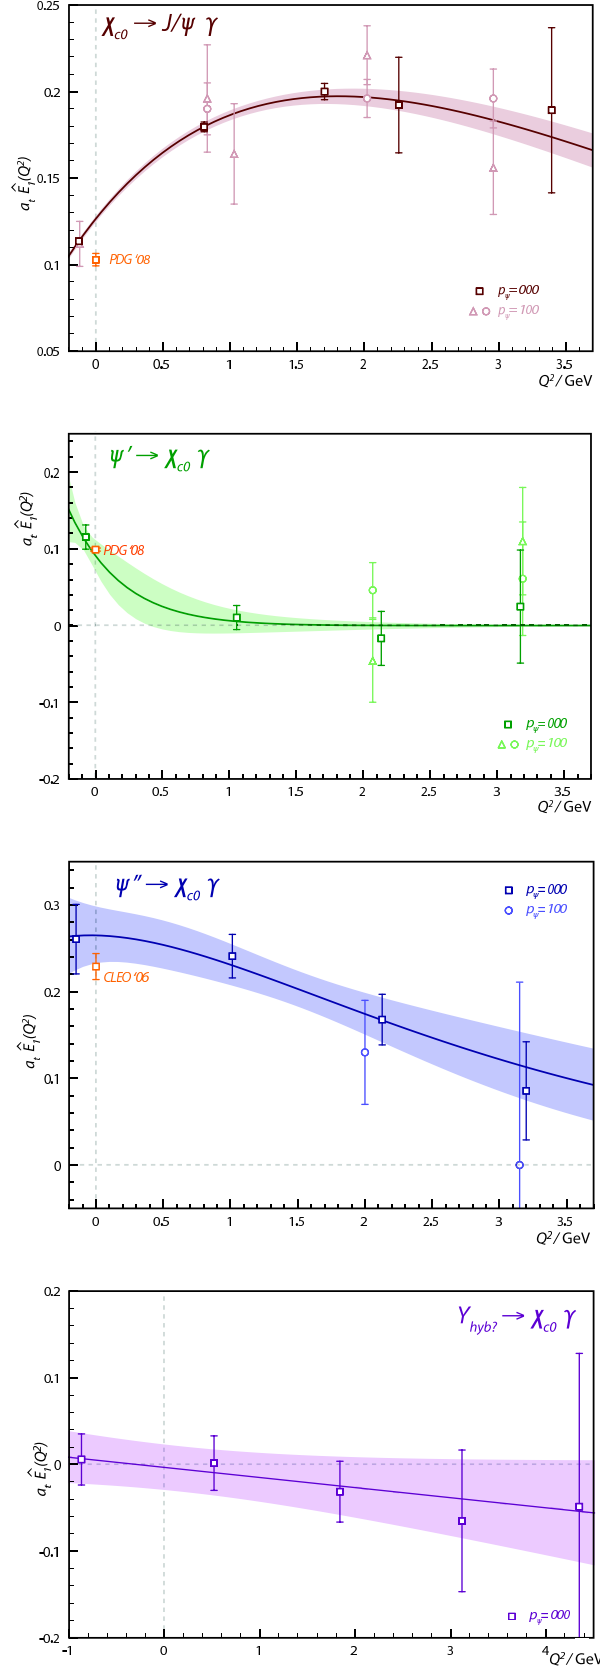 0.25
χc0 → J/ψ γ
0.2
0.15
at Ê1(Q²)
0.1
PDG '08
pψ=000
pψ=100
0.05
0 0.5 1 1.5 2 2.5 3 3.5
Q²/GeV
ψ′ → χc0 γ
0.2
at Ê1(Q²)
0.1
PDG '08
0
-0.1
pψ=000
pψ=100
-0.2
0 0.5 1 1.5 2 2.5 3 3.5
Q²/GeV
ψ″ → χc0 γ
pψ=000
pψ=100
0.3
CLEO '06
0.2
at Ê1(Q²)
0.1
0
0 0.5 1 1.5 2 2.5 3 3.5
Q²/GeV
0.2
Yhyb? → χc0 γ
0.1
at Ê1(Q²)
0
-0.1
pψ=000
-0.2
-1 0 1 2 3 4
Q²/GeV